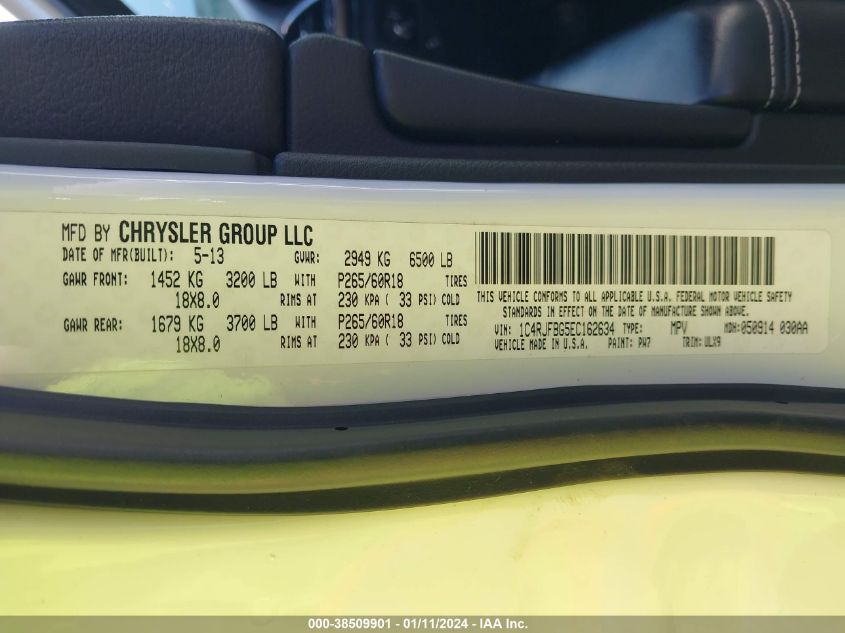 MFD BY CHRYSLER GROUP LLC
DATE OF MFR(BUILT): 5-13 GVWR: 2949 KG 6500 LB
GAWR FRONT: 1452 KG 3200 LB WITH P265/60R18 TIRES
18X8.0 RIMS AT 230 KPA ( 33 PSI) COLD
GAWR REAR: 1679 KG 3700 LB WITH P265/60R18 TIRES
18X8.0 RIMS AT 230 KPA ( 33 PSI) COLD
THIS VEHICLE CONFORMS TO ALL APPLICABLE U.S.A. FEDERAL MOTOR VEHICLE SAFETY
STANDARDS IN EFFECT ON THE DATE OF MANUFACTURE SHOWN ABOVE.
VIN: 1C4RJFBG5EC162634 TYPE: MPV MDH: 050914 030AA
VEHICLE MADE IN U.S.A. PAINT: PW7 TRIM: ULX9
000-38509901 - 01/11/2024 - IAA Inc.